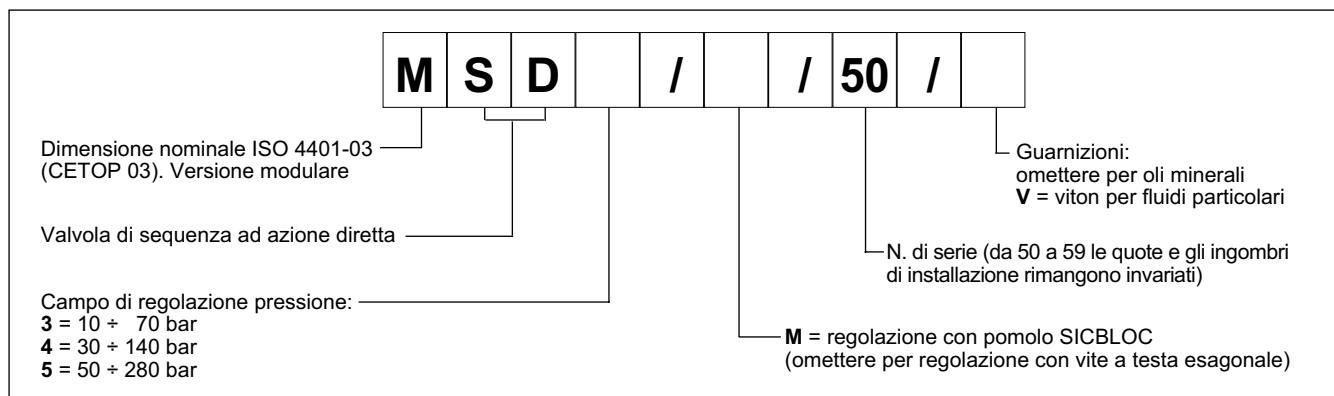 M S D / / 50 /
Dimensione nominale ISO 4401-03
(CETOP 03). Versione modulare
Valvola di sequenza ad azione diretta
Campo di regolazione pressione:
3 = 10 ÷ 70 bar
4 = 30 ÷ 140 bar
5 = 50 ÷ 280 bar
Guarnizioni:
omettere per oli minerali
V = viton per fluidi particolari
N. di serie (da 50 a 59 le quote e gli ingombri
di installazione rimangono invariati)
M = regolazione con pomolo SICBLOC
(omettere per regolazione con vite a testa esagonale)